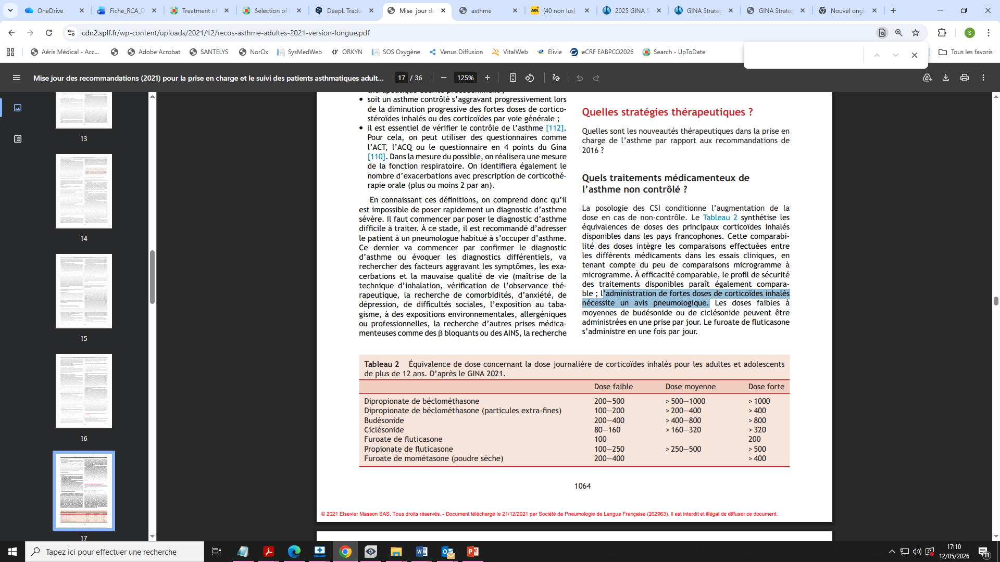 OneDrive
Fiche_RCA_D
Treatment of
Selection of
DeepL Tradu
Mise jour de
asthme
AOL.
(40 non lus)
2025 GINA S
GINA Strateg
GINA Strateg
Nouvel ongl
cdn2.splf.fr/wp-content/uploads/2021/12/recos-asthme-adultes-2021-version-longue.pdf
S
Aéris Médical - Acc...
Adobe Acrobat
SANTELYS
NorOx
SysMedWeb
ORKYN
SOS Oxygène
Venus Diffusion
VitalWeb
Elivie
eCRF EABPCO2026
Search - UpToDate
Tous les favoris
Mise jour des recommandations (2021) pour la prise en charge et le suivi des patients asthmatiques adult...
17 / 36
125%
13
14
15
16
17
• soit un asthme contrôlé s’aggravant progressivement lors
de la diminution progressive des fortes doses de cortico-
stéroïdes inhalés ou des corticoïdes par voie générale ;
• il est essentiel de vérifier le contrôle de l’asthme [112].
Pour cela, on peut utiliser des questionnaires comme
l’ACT, l’ACQ ou le questionnaire en 4 points du Gina
[110]. Dans la mesure du possible, on réalisera une mesure
de la fonction respiratoire. On identifiera également le
nombre d’exacerbations avec prescription de corticothé-
rapie orale (plus ou moins 2 par an).
En connaissant ces définitions, on comprend donc qu’il
est impossible de poser rapidement un diagnostic d’asthme
sévère. Il faut commencer par poser le diagnostic d’asthme
difficile à traiter. À ce stade, il est recommandé d’adresser
le patient à un pneumologue habitué à s’occuper d’asthme.
Ce dernier va commencer par confirmer le diagnostic
d’asthme ou évoquer les diagnostics différentiels, va
rechercher des facteurs aggravant les symptômes, les exa-
cerbations et la mauvaise qualité de vie (maîtrise de la
technique d’inhalation, vérification de l’observance thé-
rapeutique, la recherche de comorbidités, d’anxiété, de
dépression, de difficultés sociales, l’exposition au taba-
gisme, à des expositions environnementales, allergéniques
ou professionnelles, la recherche d’autres prises médica-
menteuses comme des β bloquants ou des AINS, la recherche
Quelles stratégies thérapeutiques ?
Quelles sont les nouveautés thérapeutiques dans la prise en
charge de l’asthme par rapport aux recommandations de
2016 ?
Quels traitements médicamenteux de
l’asthme non contrôlé ?
La posologie des CSI conditionne l’augmentation de la
dose en cas de non-contrôle. Le Tableau 2 synthétise les
équivalences de doses des principaux corticoïdes inhalés
disponibles dans les pays francophones. Cette comparabi-
lité des doses intègre les comparaisons effectuées entre
les différents médicaments dans les essais cliniques, en
tenant compte du peu de comparaisons microgramme à
microgramme. À efficacité comparable, le profil de sécurité
des traitements disponibles paraît également compara-
ble ; l’administration de fortes doses de corticoïdes inhalés
nécessite un avis pneumologique. Les doses faibles à
moyennes de budésonide ou de ciclésonide peuvent être
administrées en une prise par jour. Le furoate de fluticasone
s’administre en une fois par jour.
Tableau 2 Équivalence de dose concernant la dose journalière de corticoïdes inhalés pour les adultes et adolescents
de plus de 12 ans. D’après le GINA 2021.
Dose faible Dose moyenne Dose forte
Dipropionate de béclométhasone 200—500 > 500—1000 > 1000
Dipropionate de béclométhasone (particules extra-fines) 100—200 > 200—400 > 400
Budésonide 200—400 > 400—800 > 800
Ciclésonide 80—160 > 160—320 > 320
Furoate de fluticasone 100 200
Propionate de fluticasone 100—250 > 250—500 > 500
Furoate de mométasone (poudre sèche) 200—400 > 400
1064
© 2021 Elsevier Masson SAS. Tous droits réservés. - Document téléchargé le 21/12/2021 par Société de Pneumologie de Langue Française (202963). Il est interdit et illégal de diffuser ce document.
Tapez ici pour effectuer une recherche
17:10
12/05/2026
11